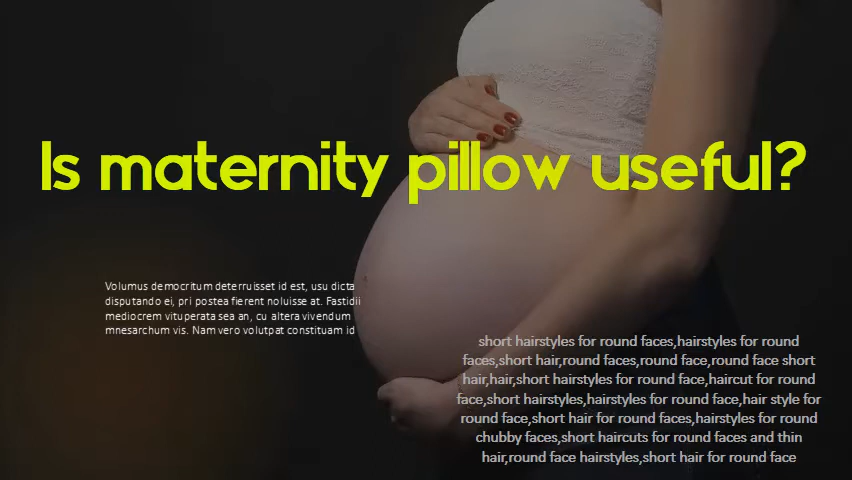 Is maternity pillow useful?
Volumus democritum deterruisset id est, usu dicta
disputando ei, pri postea fierent noluisse at. Fastidii
mediocrem vituperata sea an, cu altera vivendum
mnesarchum vis. Nam vero volutpat constituam id
short hairstyles for round faces,hairstyles for round
faces,short hair,round faces,round face,round face short
hair,hair,short hairstyles for round face,haircut for round
face,short hairstyles,hairstyles for round face,hair style for
round face,short hair for round faces,hairstyles for round
chubby faces,short haircuts for round faces and thin
hair,round face hairstyles,short hair for round face